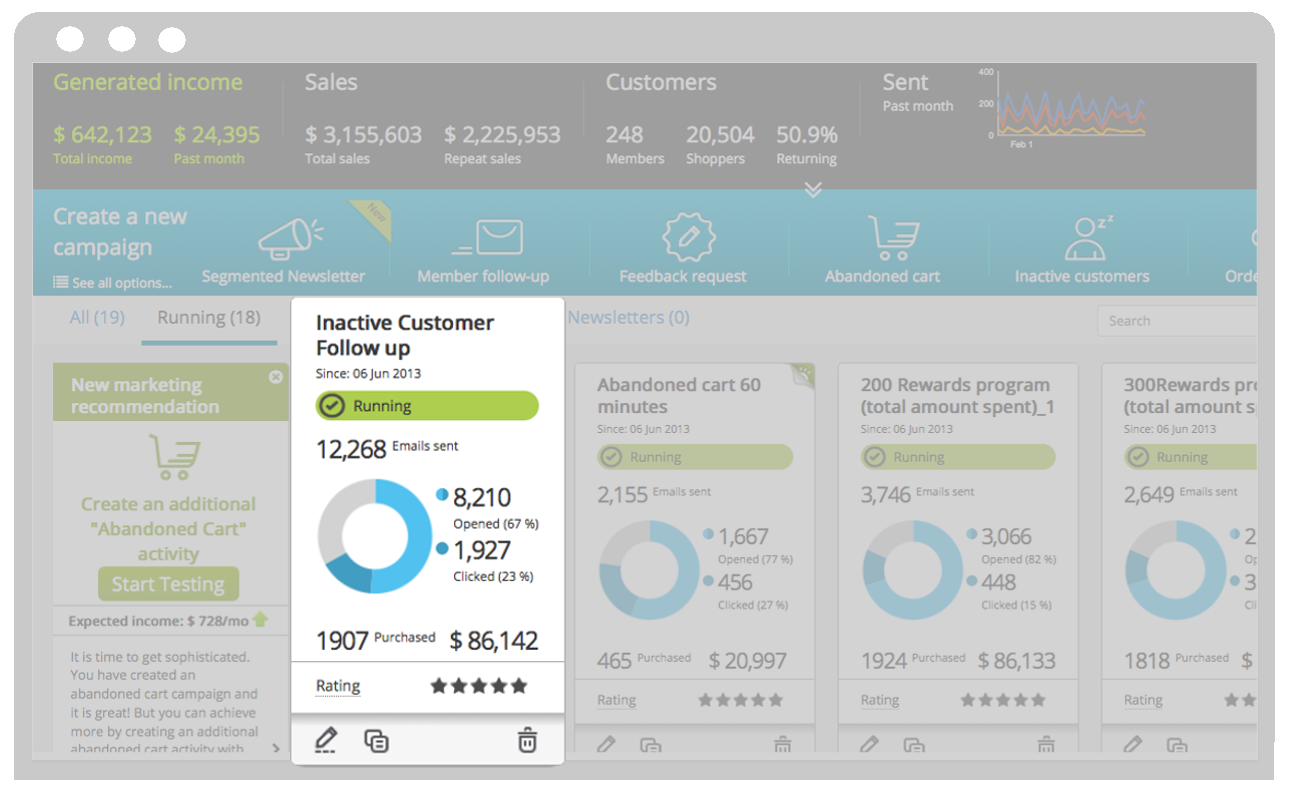 Generated income
$ 642,123
$ 24,395
Total income
Past month
Sales
$ 3,155,603
$ 2,225,953
Total sales
Repeat sales
Customers
248
20,504
50.9%
Members
Shoppers
Returning
Sent
Past month
400
200
0
Feb 1
Create a new
campaign
See all options...
Segmented Newsletter
New
Member follow-up
Feedback request
Abandoned cart
zz
Inactive customers
Orde
All (19)
Running (18)
Newsletters (0)
Search
New marketing
recommendation
Create an additional
"Abandoned Cart"
activity
Start Testing
Expected income: $ 728/mo
It is time to get sophisticated.
You have created an
abandoned cart campaign and
it is great! But you can achieve
more by creating an additional
abandoned cart activity with
Inactive Customer
Follow up
Since: 06 Jun 2013
Running
12,268 Emails sent
8,210
Opened (67 %)
1,927
Clicked (23 %)
1907 Purchased $ 86,142
Rating
Abandoned cart 60
minutes
Since: 06 Jun 2013
Running
2,155 Emails sent
1,667
Opened (77 %)
456
Clicked (27 %)
465 Purchased $ 20,997
Rating
200 Rewards program
(total amount spent)_1
Since: 06 Jun 2013
Running
3,746 Emails sent
3,066
Opened (82 %)
448
Clicked (15 %)
1924 Purchased $ 86,133
Rating
300Rewards pr
(total amount s
Since: 06 Jun 2013
Running
2,649 Emails sent
2
Op
3
Cli
1818 Purchased $
Rating